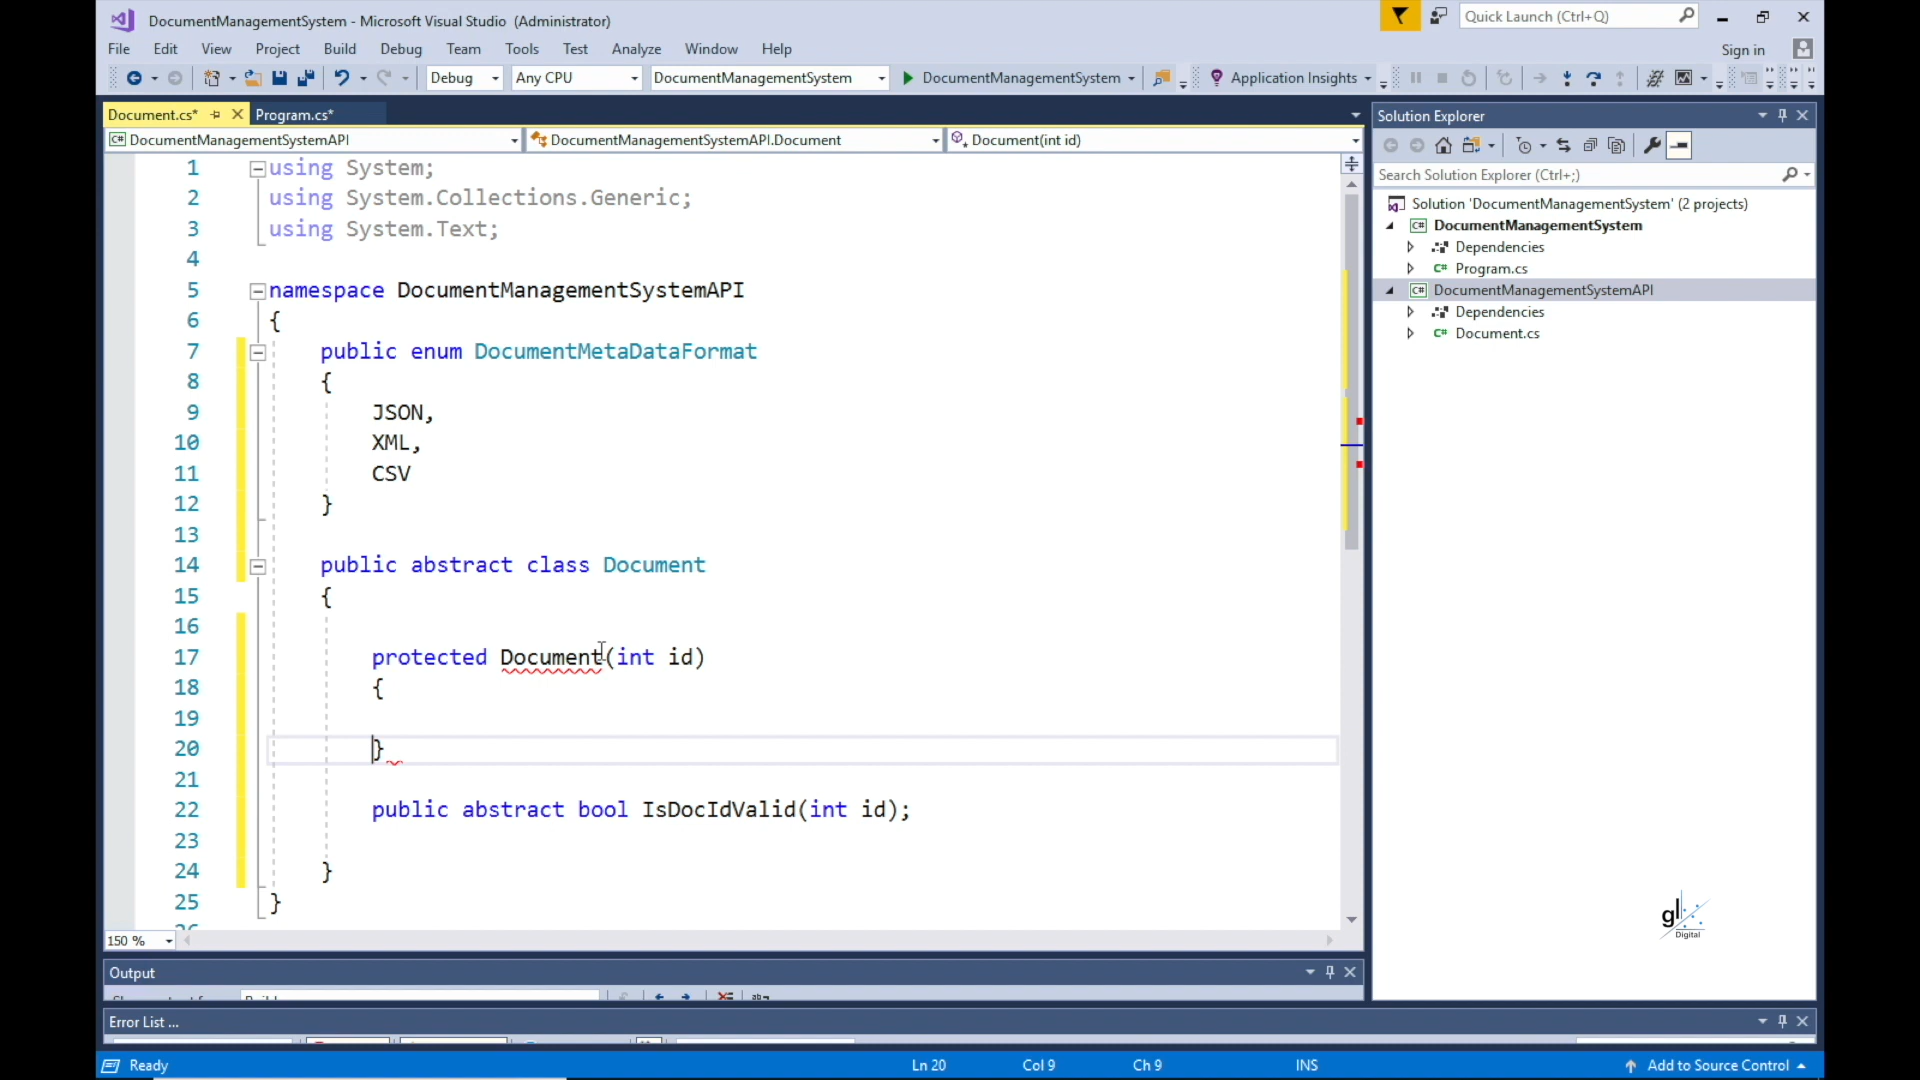 DocumentManagementSystem - Microsoft Visual Studio (Administrator)
Quick Launch (Ctrl+Q)
File Edit View Project Build Debug Team Tools Test Analyze Window Help
Sign in
Debug Any CPU DocumentManagementSystem DocumentManagementSystem Application Insights
Document.cs* Program.cs*
DocumentManagementSystemAPI DocumentManagementSystemAPI.Document Document(int id)
1 using System;
2 using System.Collections.Generic;
3 using System.Text;
4
5 namespace DocumentManagementSystemAPI
6 {
7 public enum DocumentMetaDataFormat
8 {
9 JSON,
10 XML,
11 CSV
12 }
13
14 public abstract class Document
15 {
16
17 protected Document(int id)
18 {
19
20 }
21
22 public abstract bool IsDocIdValid(int id);
23
24 }
25 }
150 %
Solution Explorer
Search Solution Explorer (Ctrl+;)
Solution 'DocumentManagementSystem' (2 projects)
C# DocumentManagementSystem
Dependencies
C# Program.cs
C# DocumentManagementSystemAPI
Dependencies
C# Document.cs
gl
Digital
Output
Error List ...
Ready Ln 20 Col 9 Ch 9 INS Add to Source Control